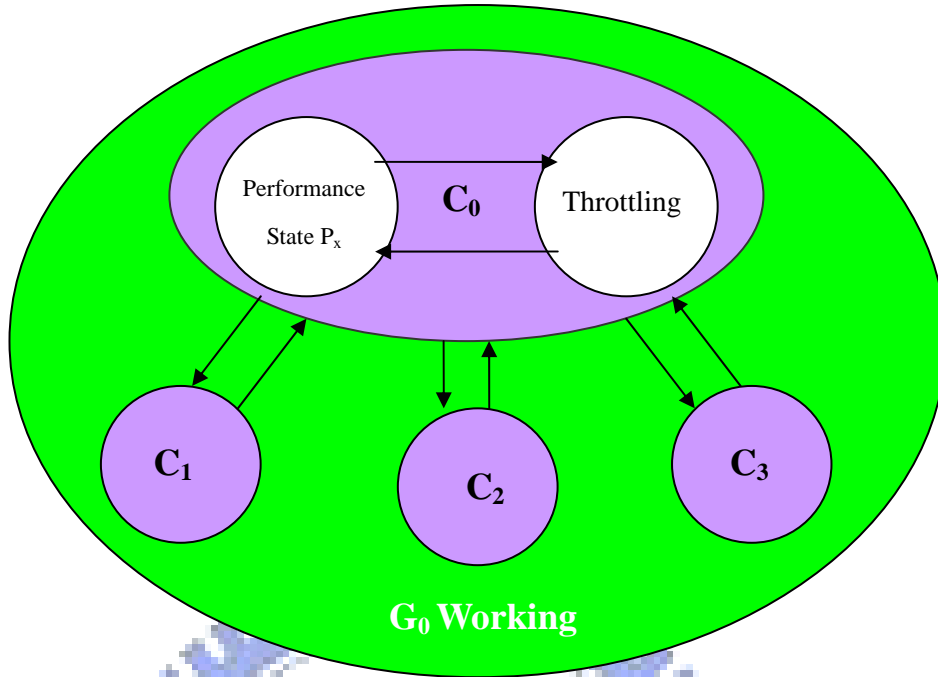 Performance
State Pₓ
C₀
Throttling
C₁
C₂
C₃
G₀ Working